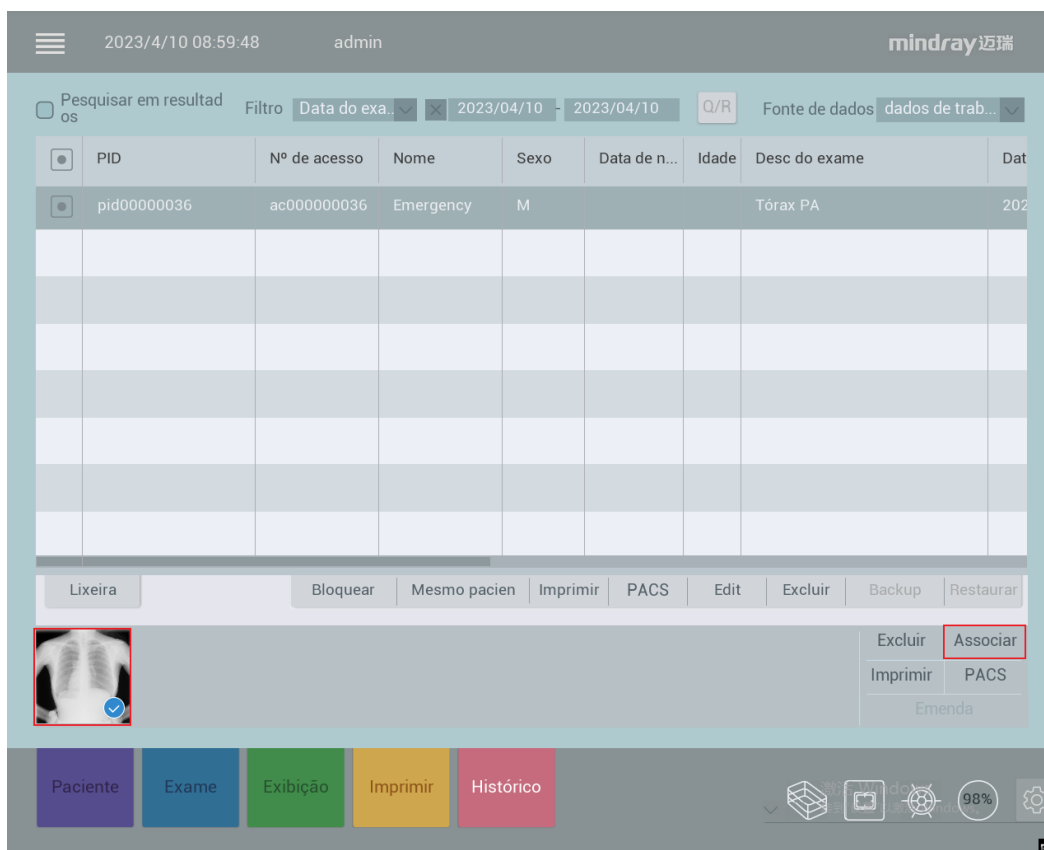 2023/4/10 08:59:48 admin mindray迈瑞
Pesquisar em resultad
os
Filtro Data do exa... 2023/04/10 - 2023/04/10 Q/R Fonte de dados dados de trab...
PID Nº de acesso Nome Sexo Data de n... Idade Desc do exame Dat
pid00000036 ac000000036 Emergency M Tórax PA 202
Lixeira Bloquear Mesmo pacien Imprimir PACS Edit Excluir Backup Restaurar
Excluir Associar
Imprimir PACS
Emenda
Paciente Exame Exibição Imprimir Histórico
激活 Windows
98%